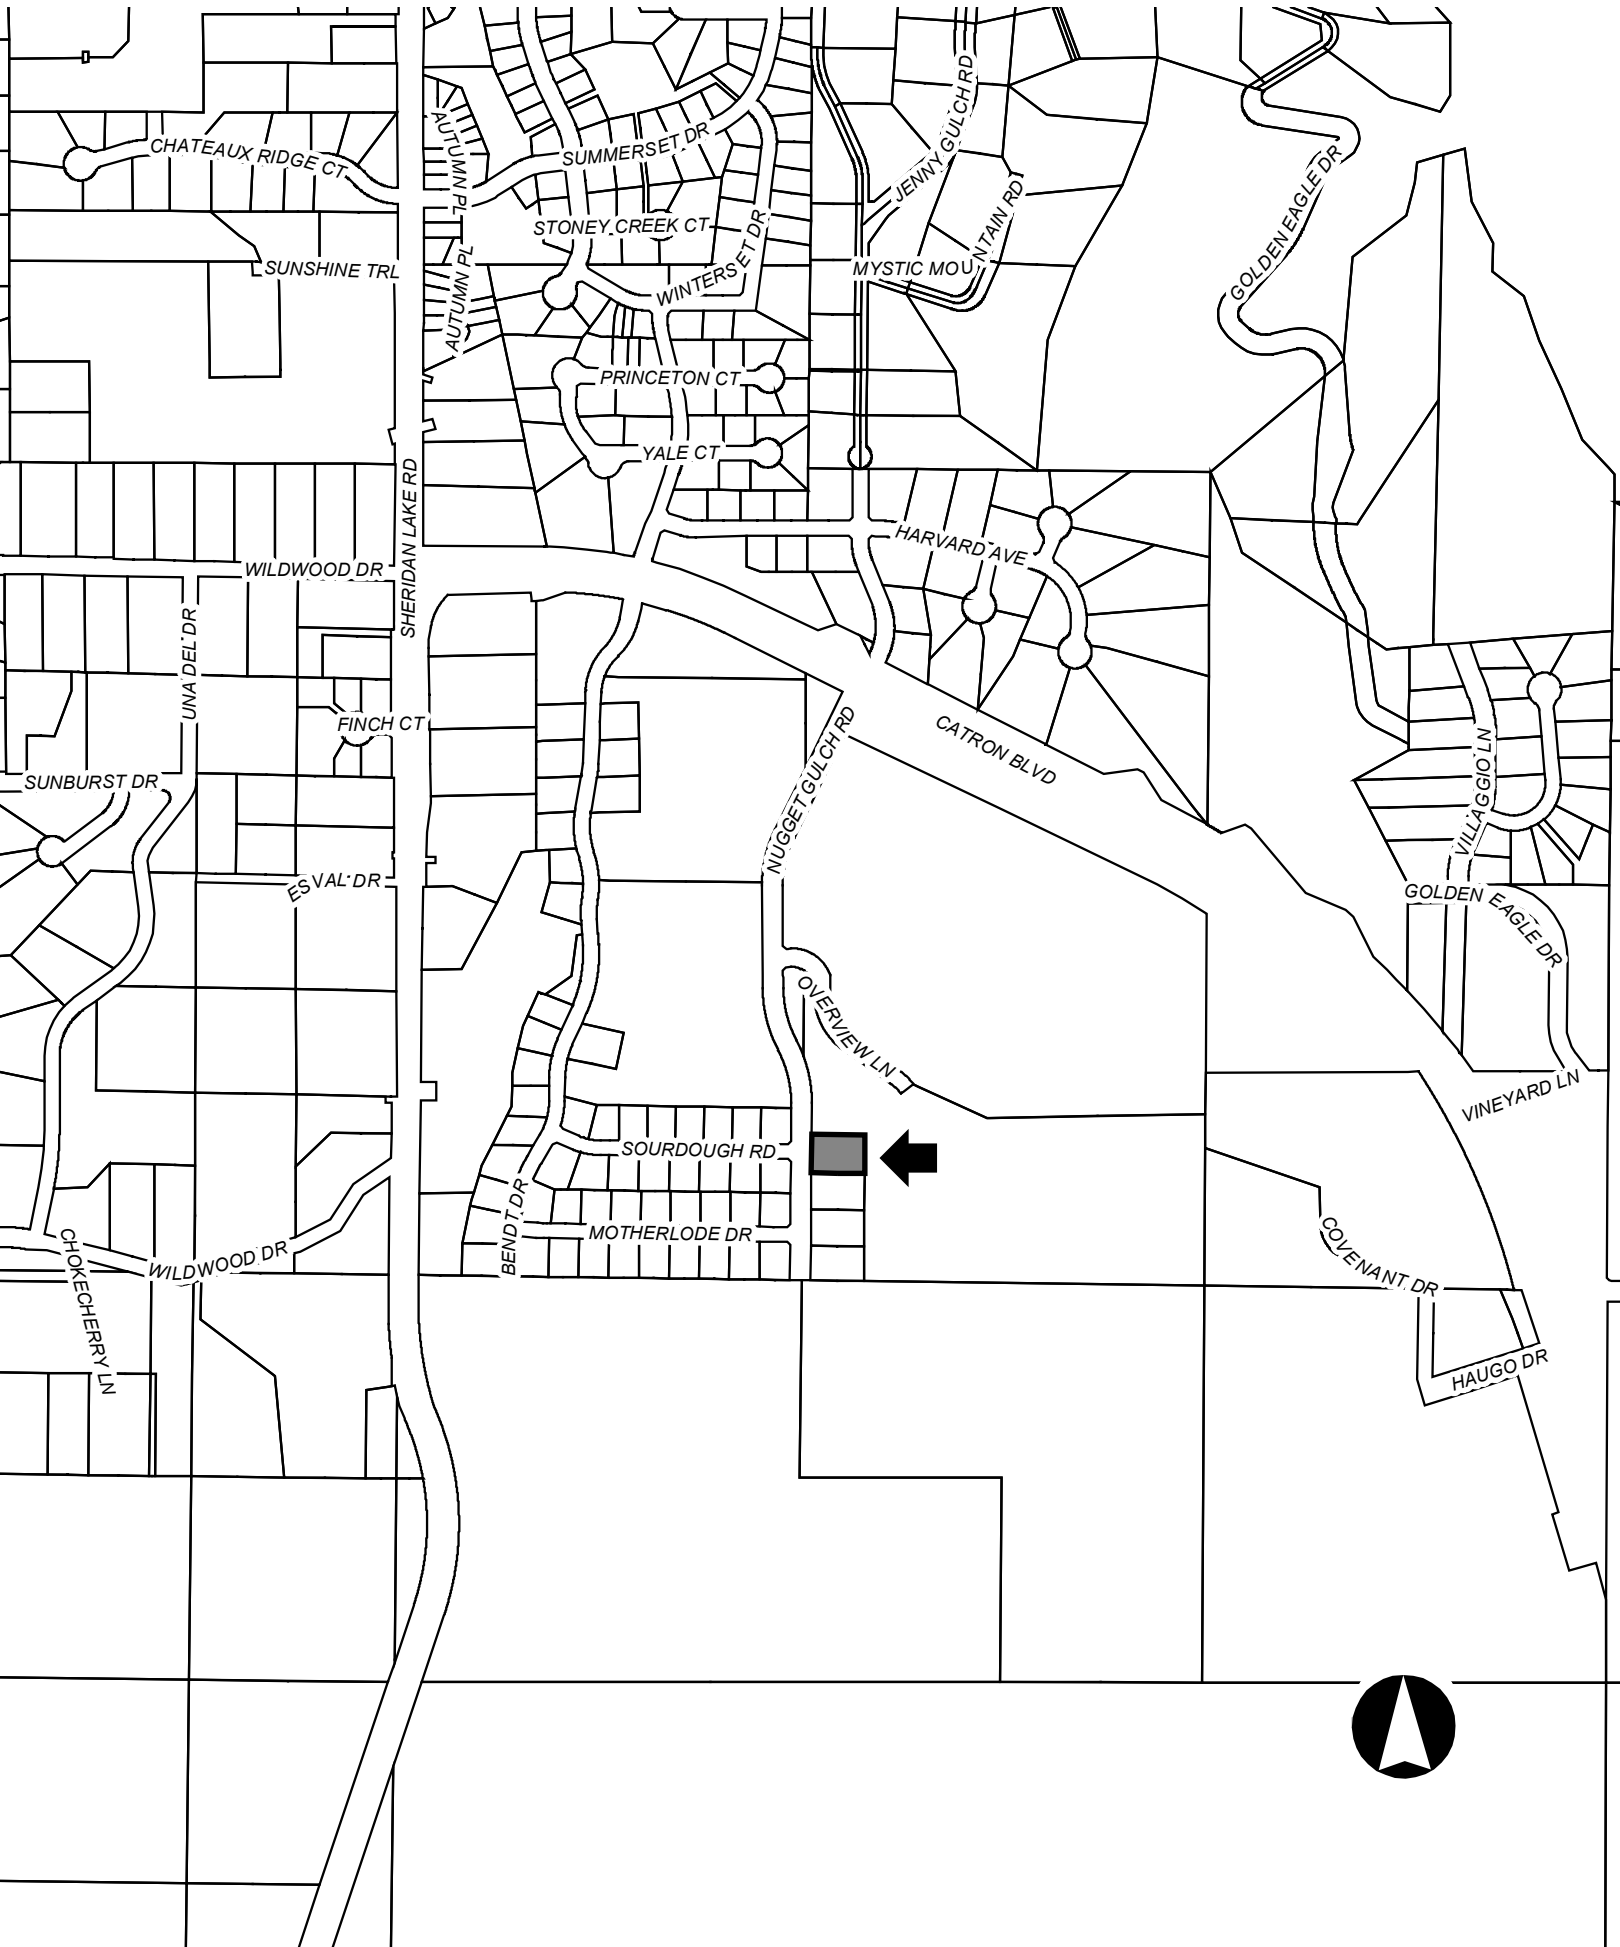 CHATEAUX RIDGE CT
AUTUMN PL
SUMMERSET DR
JENNY GULCH RD
GOLDEN EAGLE DR
STONEY CREEK CT
WINTERSET DR
MYSTIC MOUNTAIN RD
SUNSHINE TRL
AUTUMN PL
PRINCETON CT
YALE CT
SHERIDAN LAKE RD
HARVARD AVE
WILDWOOD DR
UNA DEL DR
FINCH CT
NUGGET GULCH RD
CATRON BLVD
VILLAGGIO LN
SUNBURST DR
ESVAL DR
GOLDEN EAGLE DR
OVERVIEW LN
VINEYARD LN
SOURDOUGH RD
BENDT DR
MOTHERLODE DR
CHOKECHERRY LN
WILDWOOD DR
COVENANT DR
HAUGO DR